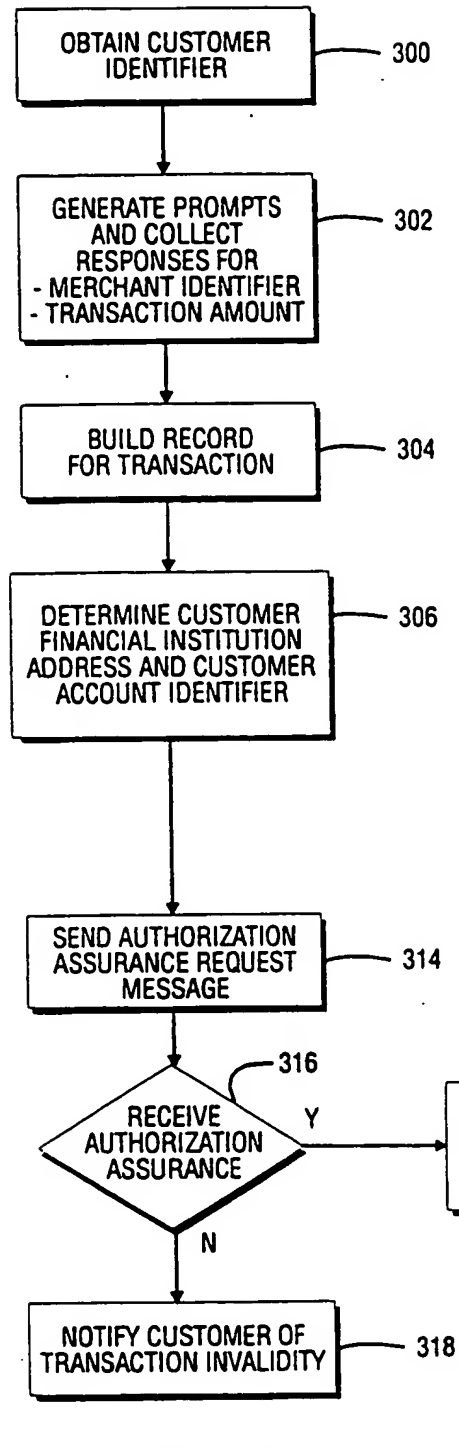 OBTAIN CUSTOMER
IDENTIFIER
300
GENERATE PROMPTS
AND COLLECT
RESPONSES FOR
- MERCHANT IDENTIFIER
- TRANSACTION AMOUNT
302
BUILD RECORD
FOR TRANSACTION
304
DETERMINE CUSTOMER
FINANCIAL INSTITUTION
ADDRESS AND CUSTOMER
ACCOUNT IDENTIFIER
306
SEND AUTHORIZATION
ASSURANCE REQUEST
MESSAGE
314
316
RECEIVE
AUTHORIZATION
ASSURANCE
Y
N
NOTIFY CUSTOMER OF
TRANSACTION INVALIDITY
318